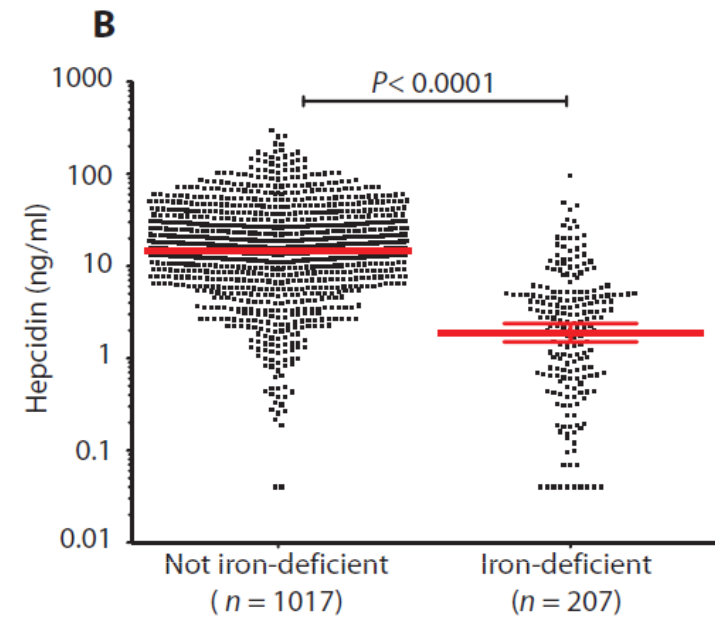 B
P< 0.0001
Hepcidin (ng/ml)
1000
100
10
1
0.1
0.01
Not iron-deficient
( n = 1017)
Iron-deficient
(n = 207)